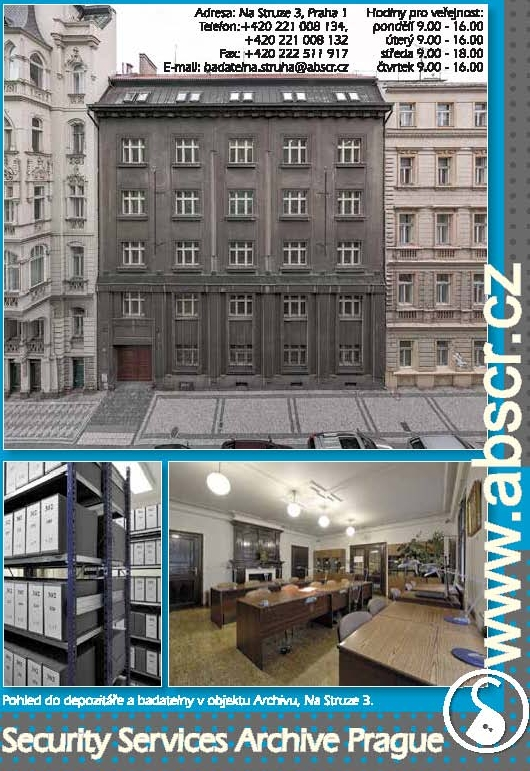 Adresa: Na Struze 3, Praha 1
Telefon:+420 221 008 134,
+420 221 008 132
Fax: +420 222 511 917
E-mail: badatelna.struha@abscr.cz
Hodiny pro veřejnost:
pondělí 9.00 - 16.00
úterý 9.00 - 16.00
středa 9.00 - 18.00
čtvrtek 9.00 - 16.00
www.abscr.cz
Pohled do depozitáře a badatelny v objektu Archivu, Na Struze 3.
Security Services Archive Prague